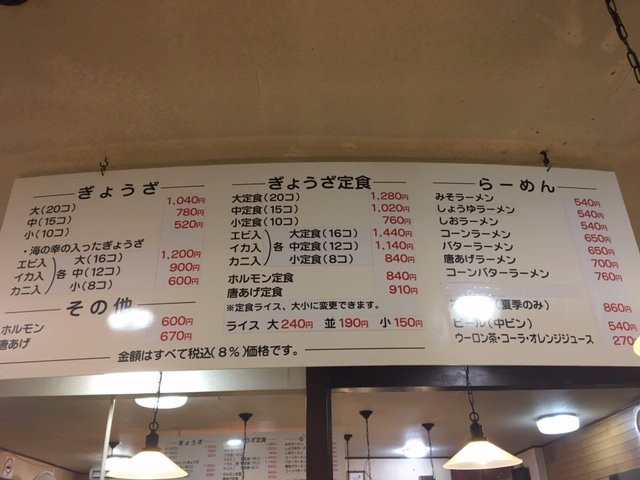 ぎょうざ
大(20コ) 1,040円
中(15コ) 780円
小(10コ) 520円
・海の幸の入ったぎょうざ
エビ入 大(16コ) 1,200円
イカ入 各 中(12コ) 900円
カニ入 小(8コ) 600円
その他
ホルモン 600円
唐あげ 670円
ぎょうざ定食
大定食(20コ) 1,280円
中定食(15コ) 1,020円
小定食(10コ) 760円
エビ入 大定食(16コ) 1,440円
イカ入 各 中定食(12コ) 1,140円
カニ入 小定食(8コ) 840円
ホルモン定食 840円
唐あげ定食 910円
※定食ライス、大小に変更できます。
ライス 大240円 並190円 小150円
らーめん
みそラーメン 540円
しょうゆラーメン 540円
しおラーメン 540円
コーンラーメン 650円
バターラーメン 650円
唐あげラーメン 700円
コーンバターラーメン 760円
(夏季のみ) 860円
ビール(中ビン) 540円
ウーロン茶・コーラ・オレンジジュース 270
金額はすべて税込(8%)価格です。
ぎょうざ
ぎょうざ定食